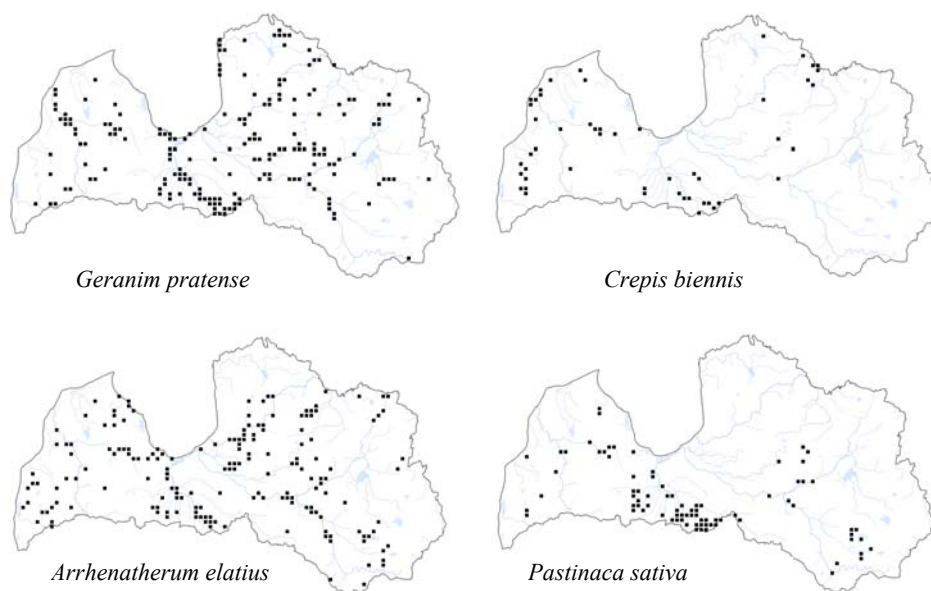 Geranim pratense
Crepis biennis
Arrhenatherum elatius
Pastinaca sativa